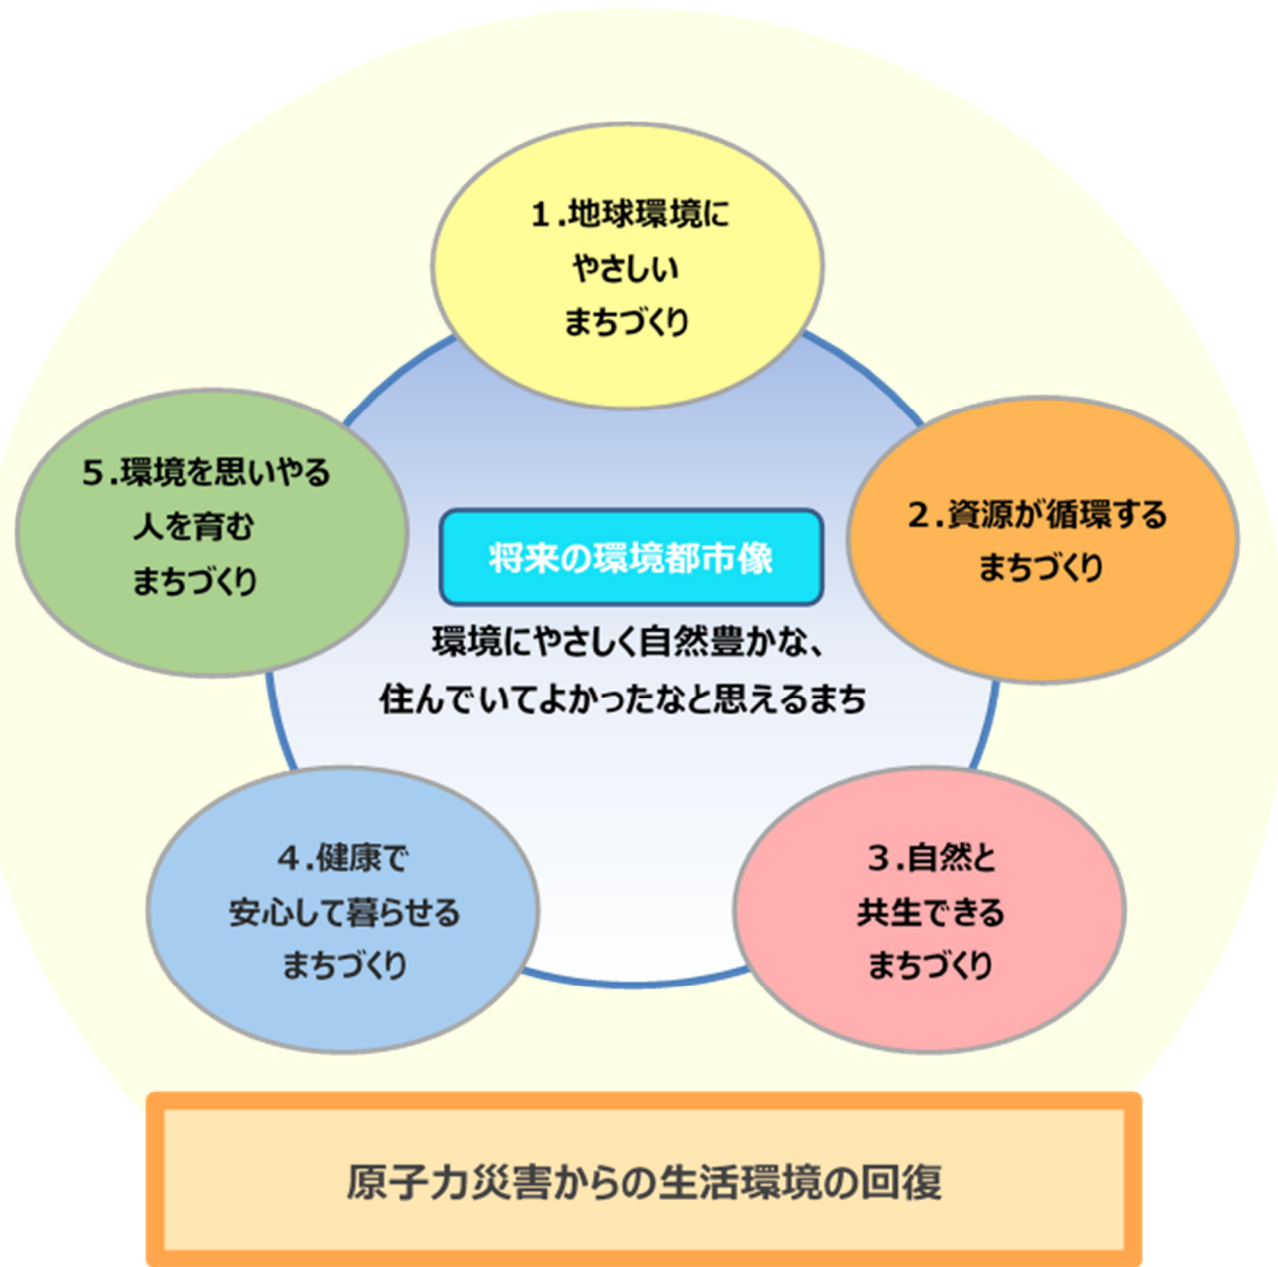 １.地球環境に
やさしい
まちづくり
５.環境を思いやる
人を育む
まちづくり
２.資源が循環する
まちづくり
将来の環境都市像
環境にやさしく自然豊かな、
住んでいてよかったなと思えるまち
４.健康で
安心して暮らせる
まちづくり
３.自然と
共生できる
まちづくり
原子力災害からの生活環境の回復